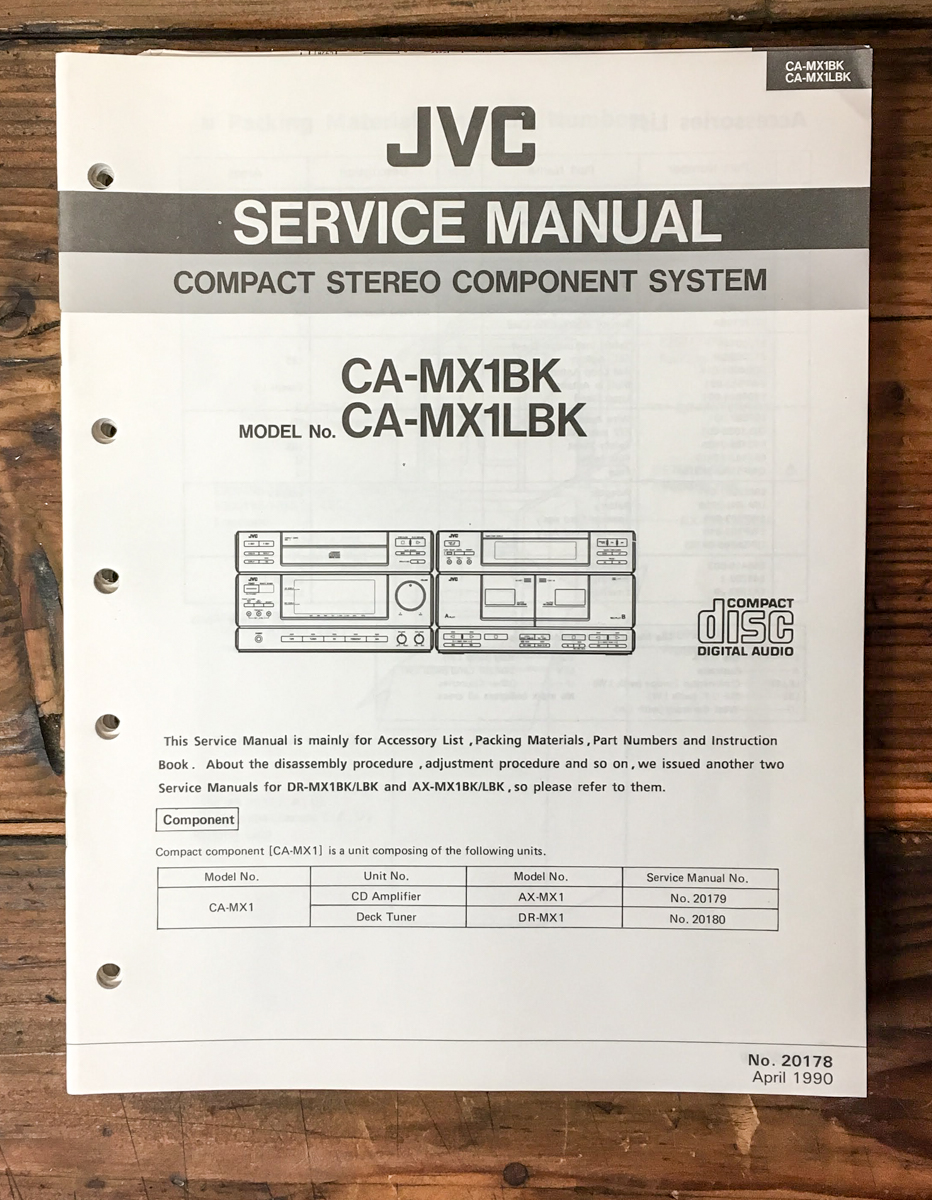 CA-MX1BK
CA-MX1LBK
JVC
SERVICE MANUAL
COMPACT STEREO COMPONENT SYSTEM
CA-MX1BK
MODEL No. CA-MX1LBK
JVC
JVC
JVC
JVC
A
B
COMPACT
disc
DIGITAL AUDIO
This Service Manual is mainly for Accessory List , Packing Materials , Part Numbers and Instruction
Book . About the disassembly procedure , adjustment procedure and so on , we issued another two
Service Manuals for DR-MX1BK/LBK and AX-MX1BK/LBK , so please refer to them.
Component
Compact component [CA-MX1] is a unit composing of the following units.
Model No. Unit No. Model No. Service Manual No.
CA-MX1 CD Amplifier AX-MX1 No. 20179
Deck Tuner DR-MX1 No. 20180
No. 20178
April 1990